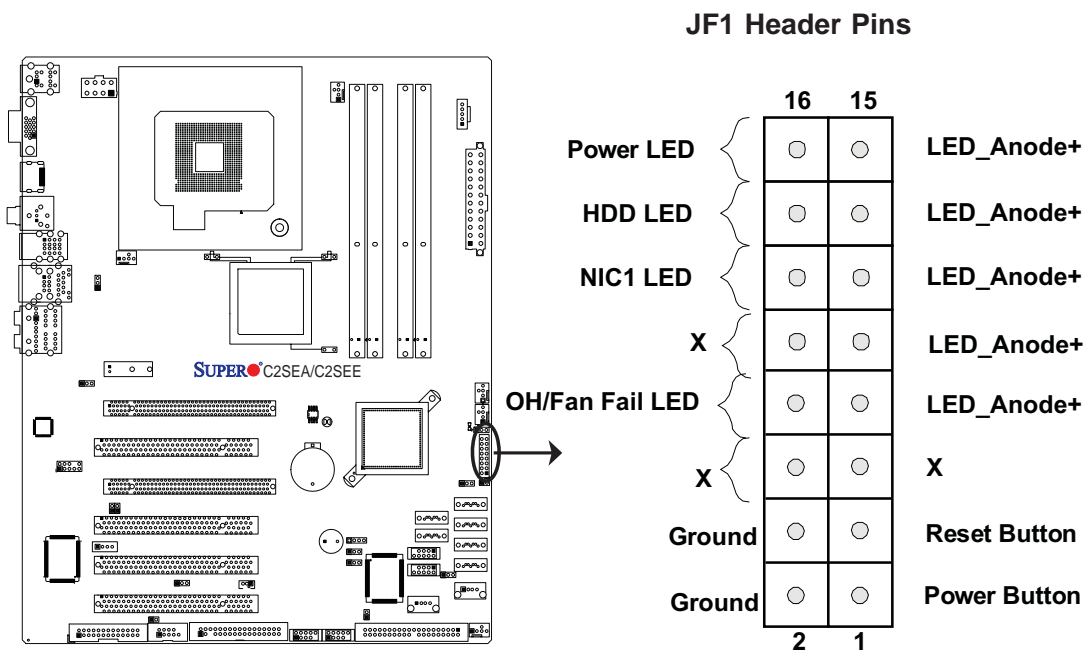 JF1 Header Pins
16 15
Power LED LED_Anode+
HDD LED LED_Anode+
NIC1 LED LED_Anode+
X LED_Anode+
SUPER C2SEA/C2SEE
OH/Fan Fail LED LED_Anode+
X X
Ground Reset Button
Ground Power Button
2 1